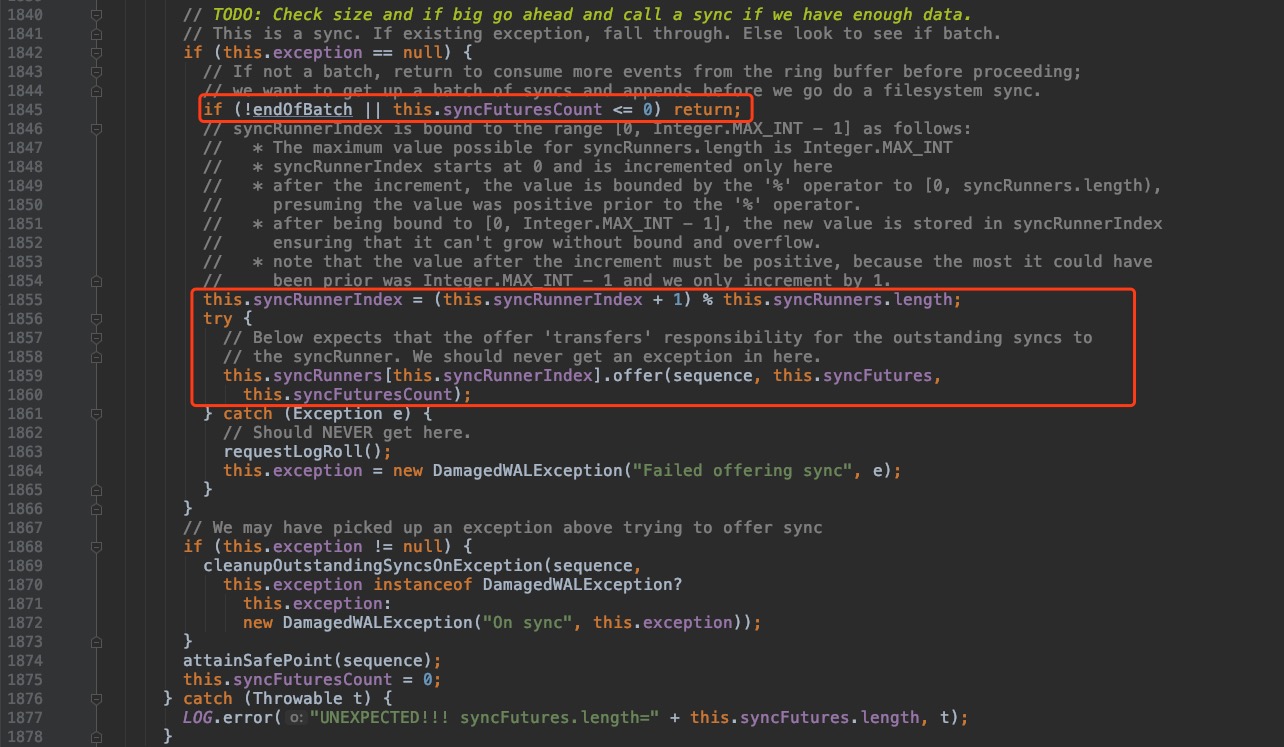 1840 // TODO: Check size and if big go ahead and call a sync if we have enough data.
1841 // This is a sync. If existing exception, fall through. Else look to see if batch.
1842 if (this.exception == null) {
1843 // If not a batch, return to consume more events from the ring buffer before proceeding;
1844 // we want to get up a batch of syncs and appends before we go do a filesystem sync.
1845 if (!endOfBatch || this.syncFuturesCount <= 0) return;
1846 // syncRunnerIndex is bound to the range [0, Integer.MAX_INT - 1] as follows:
1847 // * The maximum value possible for syncRunners.length is Integer.MAX_INT
1848 // * syncRunnerIndex starts at 0 and is incremented only here
1849 // * after the increment, the value is bounded by the '%' operator to [0, syncRunners.length),
1850 // presuming the value was positive prior to the '%' operator.
1851 // * after being bound to [0, Integer.MAX_INT - 1], the new value is stored in syncRunnerIndex
1852 // ensuring that it can't grow without bound and overflow.
1853 // * note that the value after the increment must be positive, because the most it could have
1854 // been prior was Integer.MAX_INT - 1 and we only increment by 1.
1855 this.syncRunnerIndex = (this.syncRunnerIndex + 1) % this.syncRunners.length;
1856 try {
1857 // Below expects that the offer 'transfers' responsibility for the outstanding syncs to
1858 // the syncRunner. We should never get an exception in here.
1859 this.syncRunners[this.syncRunnerIndex].offer(sequence, this.syncFutures,
1860 this.syncFuturesCount);
1861 } catch (Exception e) {
1862 // Should NEVER get here.
1863 requestLogRoll();
1864 this.exception = new DamagedWALException("Failed offering sync", e);
1865 }
1866 }
1867 // We may have picked up an exception above trying to offer sync
1868 if (this.exception != null) {
1869 cleanupOutstandingSyncsOnException(sequence,
1870 this.exception instanceof DamagedWALException?
1871 this.exception:
1872 new DamagedWALException("On sync", this.exception));
1873 }
1874 attainSafePoint(sequence);
1875 this.syncFuturesCount = 0;
1876 } catch (Throwable t) {
1877 LOG.error( o: "UNEXPECTED!!! syncFutures.length=" + this.syncFutures.length, t);
1878 }